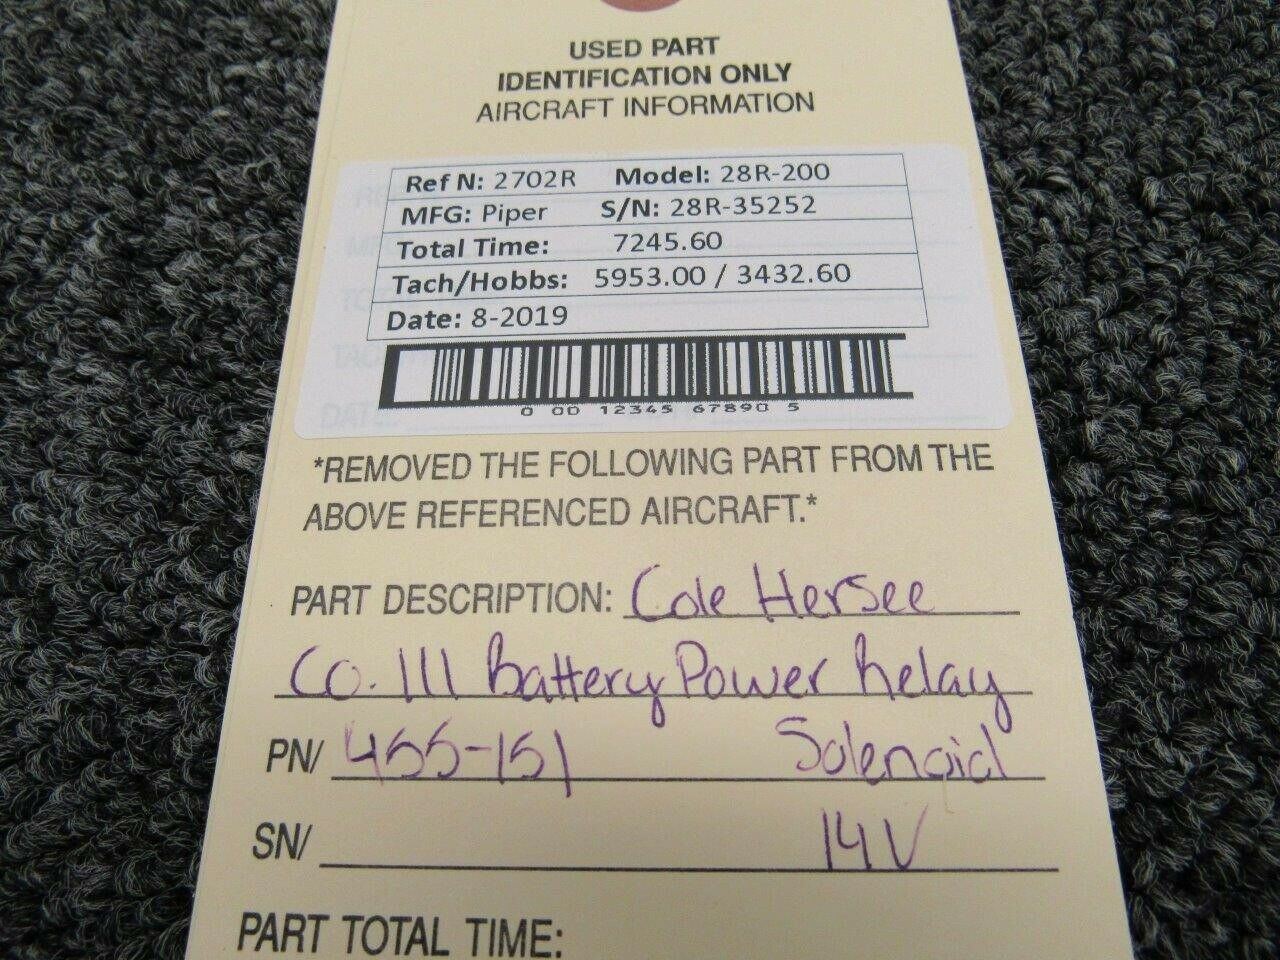 USED PART
IDENTIFICATION ONLY
AIRCRAFT INFORMATION
Ref N: 2702R Model: 28R-200
MFG: Piper S/N: 28R-35252
Total Time: 7245.60
Tach/Hobbs: 5953.00 / 3432.60
Date: 8-2019
0 00 12345 67890 5
DATE:
*REMOVED THE FOLLOWING PART FROM THE
ABOVE REFERENCED AIRCRAFT.*
PART DESCRIPTION: Cole Hersee
Co. 111 Battery Power Relay
PN/ 455-151 Solenoid
SN/ 14V
PART TOTAL TIME: